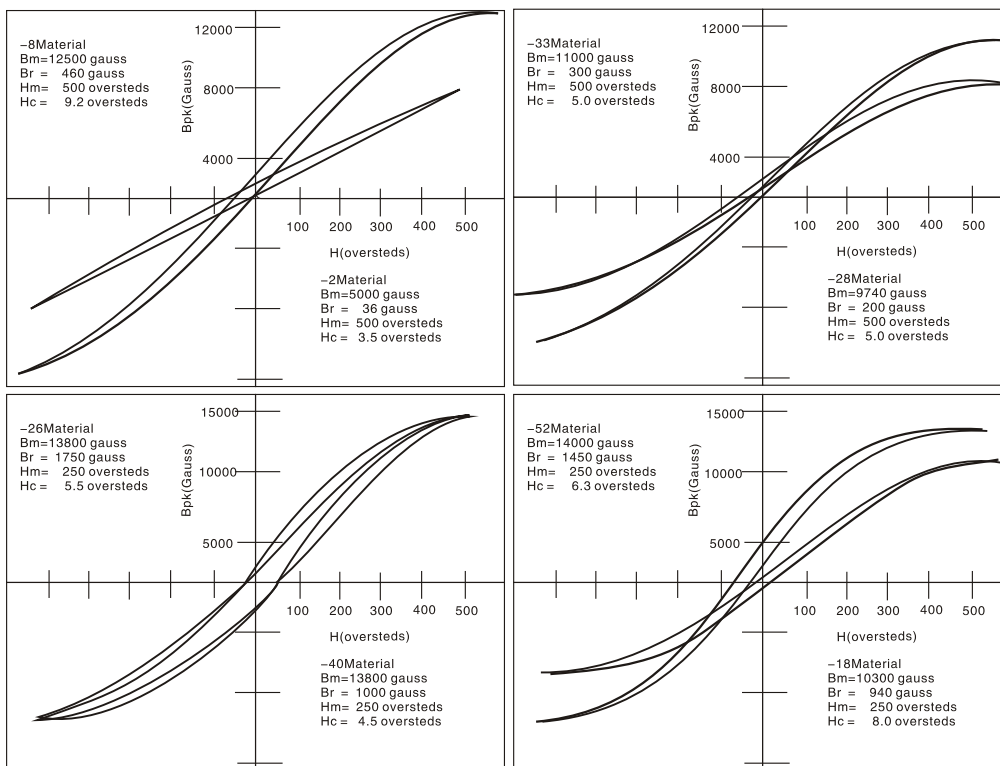 12000
-8Material
Bm=12500 gauss
Br = 460 gauss
Hm= 500 oversteds
Hc = 9.2 oversteds
Bpk(Gauss)
8000
4000
100 200 300 400 500
H(oversteds)
-2Material
Bm=5000 gauss
Br = 36 gauss
Hm= 500 oversteds
Hc = 3.5 oversteds
12000
-33Material
Bm=11000 gauss
Br = 300 gauss
Hm= 500 oversteds
Hc = 5.0 oversteds
Bpk(Gauss)
8000
4000
100 200 300 400 500
H(oversteds)
-28Material
Bm=9740 gauss
Br = 200 gauss
Hm= 500 oversteds
Hc = 5.0 oversteds
15000
-26Material
Bm=13800 gauss
Br = 1750 gauss
Hm= 250 oversteds
Hc = 5.5 oversteds
Bpk(Gauss)
10000
5000
100 200 300 400 500
H(oversteds)
-40Material
Bm=13800 gauss
Br = 1000 gauss
Hm= 250 oversteds
Hc = 4.5 oversteds
15000
-52Material
Bm=14000 gauss
Br = 1450 gauss
Hm= 250 oversteds
Hc = 6.3 oversteds
Bpk(Gauss)
10000
5000
100 200 300 400 500
H(oversteds)
-18Material
Bm=10300 gauss
Br = 940 gauss
Hm= 250 oversteds
Hc = 8.0 oversteds